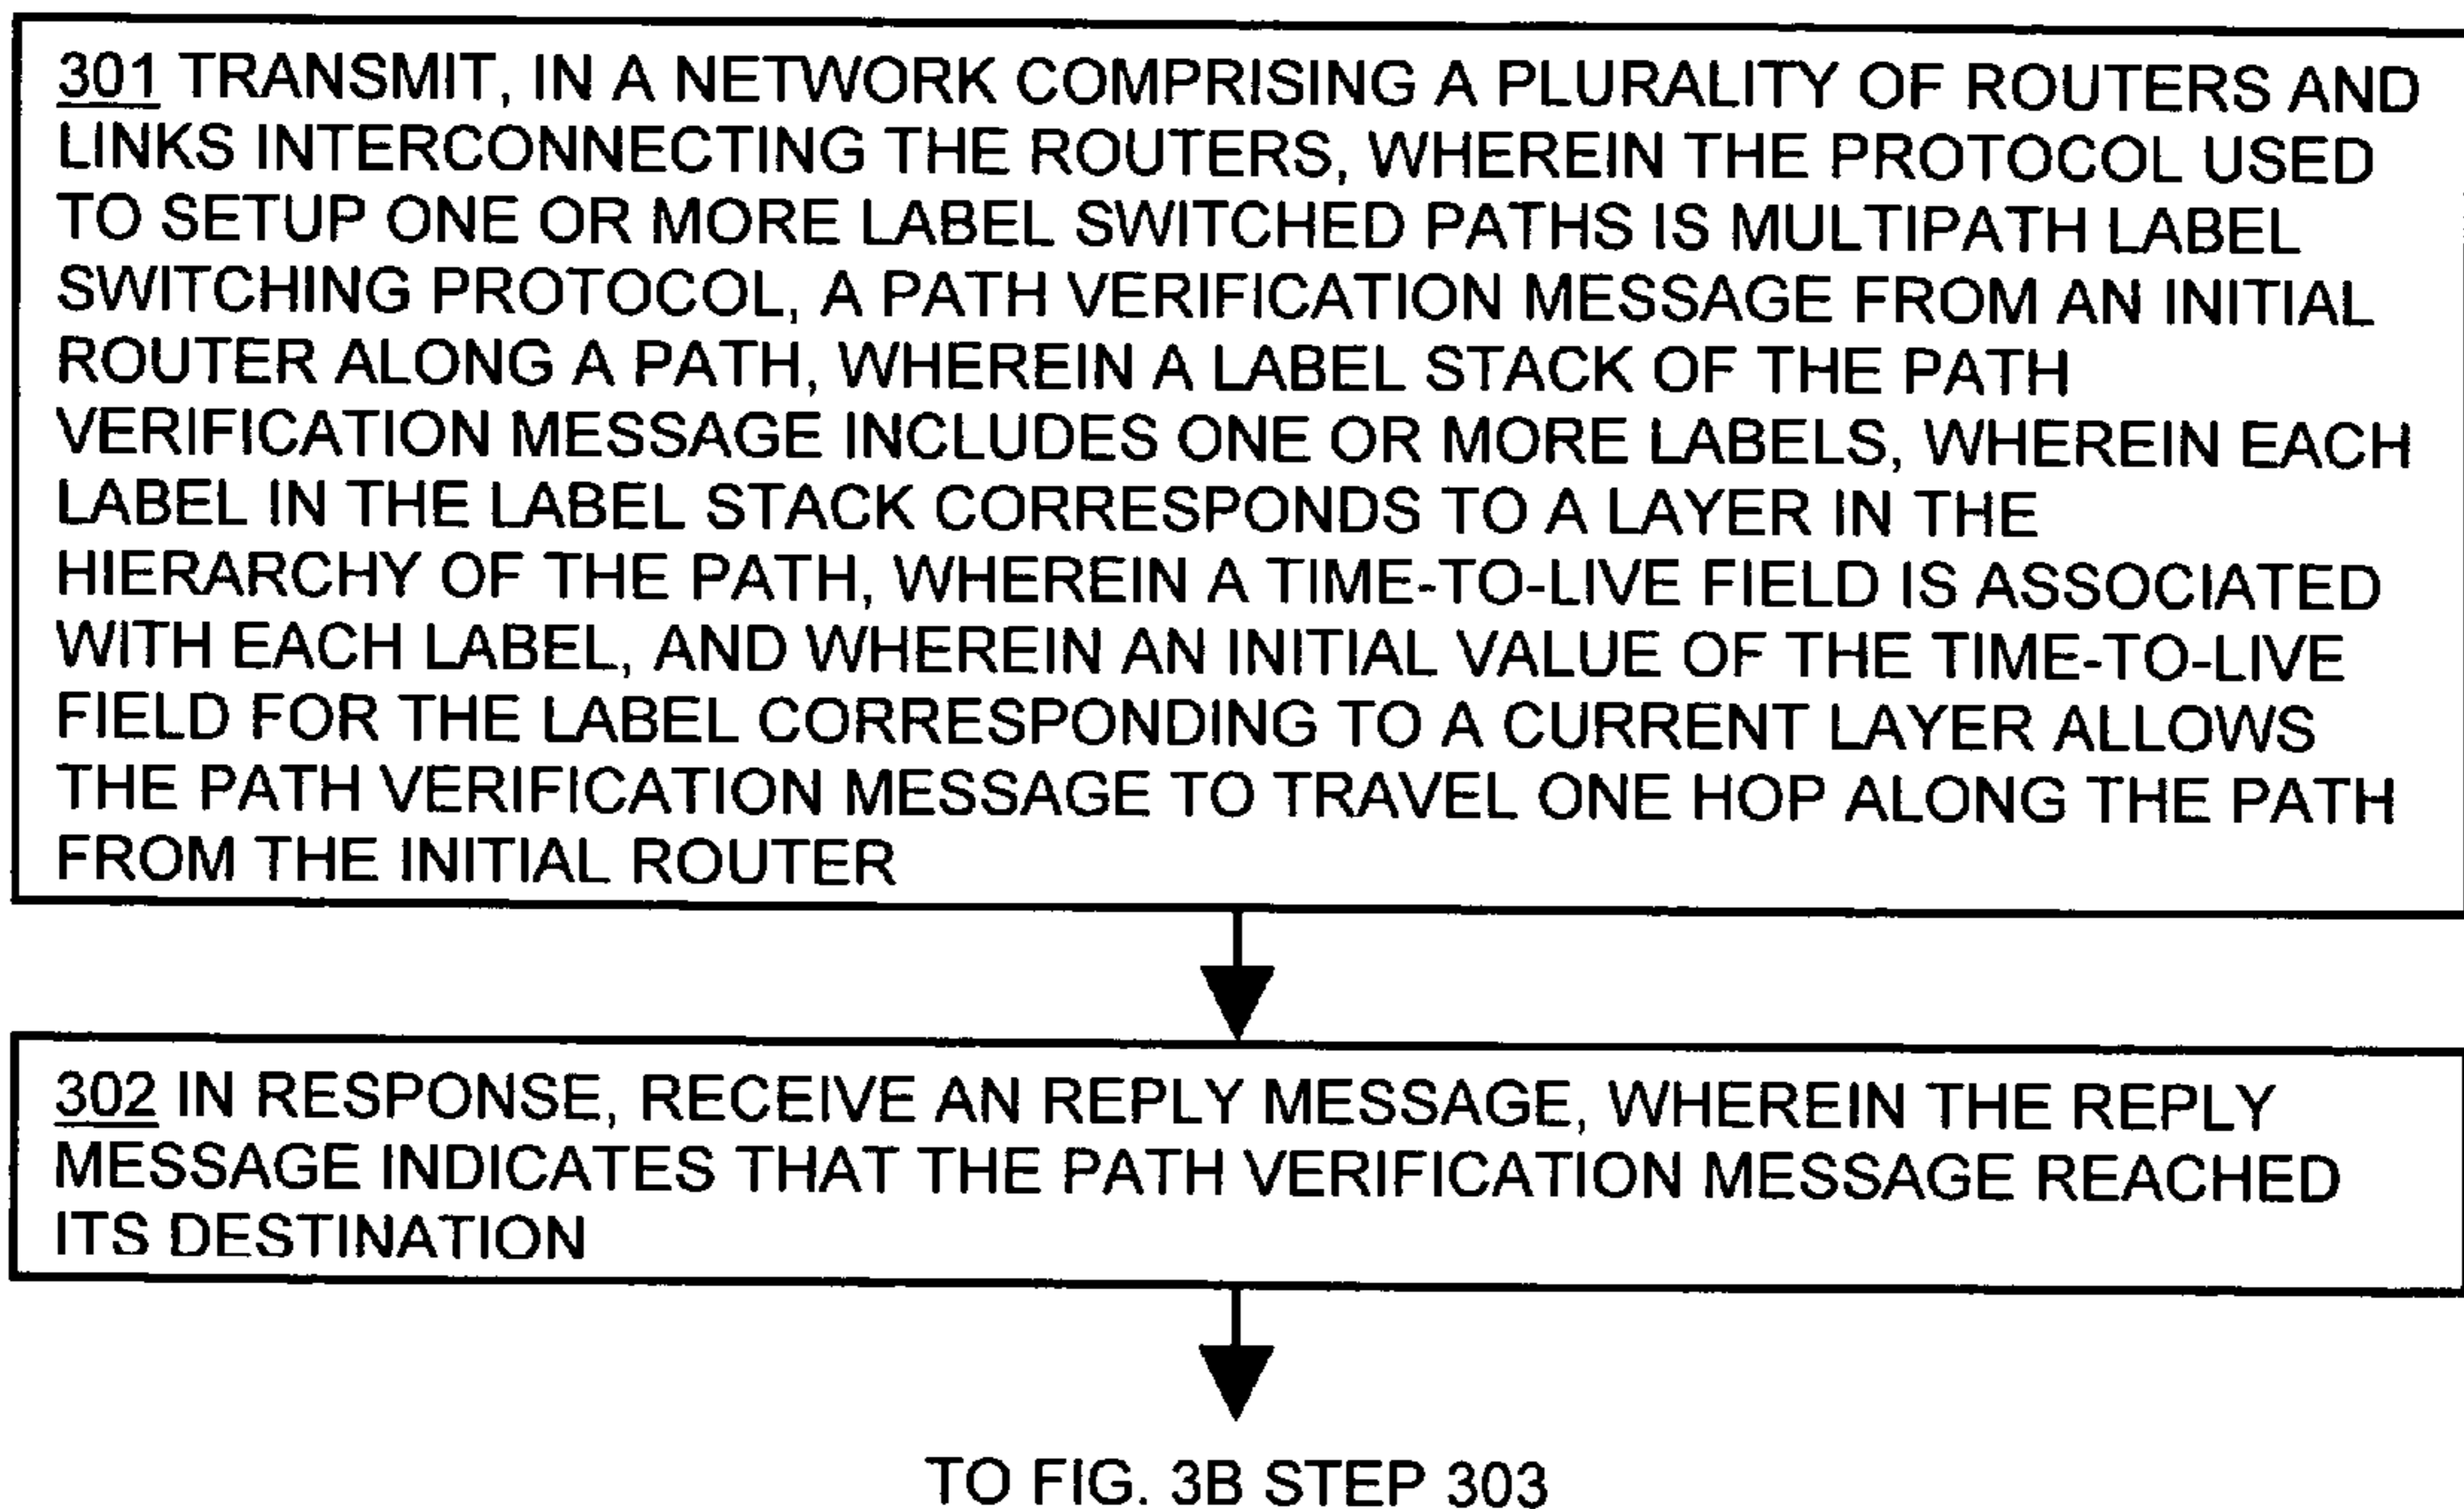 301 TRANSMIT, IN A NETWORK COMPRISING A PLURALITY OF ROUTERS AND
LINKS INTERCONNECTING THE ROUTERS, WHEREIN THE PROTOCOL USED
TO SETUP ONE OR MORE LABEL SWITCHED PATHS IS MULTIPATH LABEL
SWITCHING PROTOCOL, A PATH VERIFICATION MESSAGE FROM AN INITIAL
ROUTER ALONG A PATH, WHEREIN A LABEL STACK OF THE PATH
VERIFICATION MESSAGE INCLUDES ONE OR MORE LABELS, WHEREIN EACH
LABEL IN THE LABEL STACK CORRESPONDS TO A LAYER IN THE
HIERARCHY OF THE PATH, WHEREIN A TIME-TO-LIVE FIELD IS ASSOCIATED
WITH EACH LABEL, AND WHEREIN AN INITIAL VALUE OF THE TIME-TO-LIVE
FIELD FOR THE LABEL CORRESPONDING TO A CURRENT LAYER ALLOWS
THE PATH VERIFICATION MESSAGE TO TRAVEL ONE HOP ALONG THE PATH
FROM THE INITIAL ROUTER
302 IN RESPONSE, RECEIVE AN REPLY MESSAGE, WHEREIN THE REPLY
MESSAGE INDICATES THAT THE PATH VERIFICATION MESSAGE REACHED
ITS DESTINATION
TO FIG. 3B STEP 303